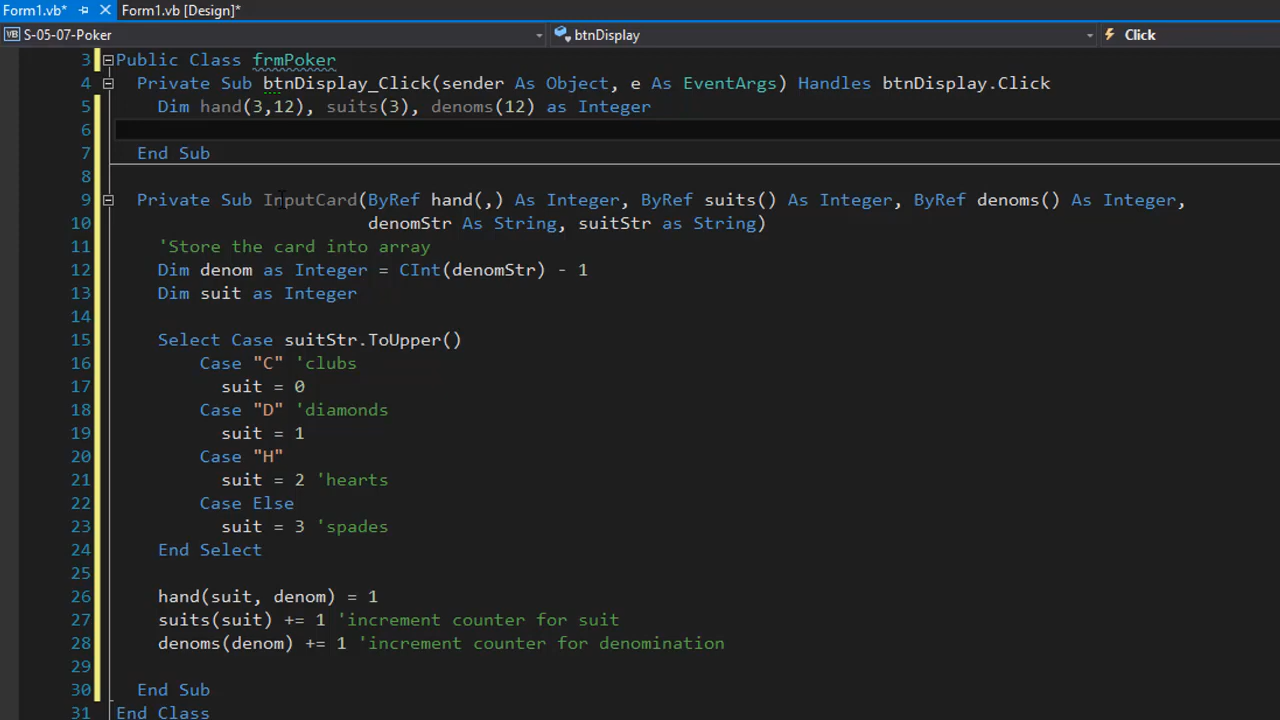 Form1.vb* Form1.vb [Design]*
VB S-05-07-Poker btnDisplay Click
3 Public Class frmPoker
4 Private Sub btnDisplay_Click(sender As Object, e As EventArgs) Handles btnDisplay.Click
5 Dim hand(3,12), suits(3), denoms(12) as Integer
6
7 End Sub
8
9 Private Sub InputCard(ByRef hand(,) As Integer, ByRef suits() As Integer, ByRef denoms() As Integer,
10 denomStr As String, suitStr as String)
11 'Store the card into array
12 Dim denom as Integer = CInt(denomStr) - 1
13 Dim suit as Integer
14
15 Select Case suitStr.ToUpper()
16 Case "C" 'clubs
17 suit = 0
18 Case "D" 'diamonds
19 suit = 1
20 Case "H"
21 suit = 2 'hearts
22 Case Else
23 suit = 3 'spades
24 End Select
25
26 hand(suit, denom) = 1
27 suits(suit) += 1 'increment counter for suit
28 denoms(denom) += 1 'increment counter for denomination
29
30 End Sub
31 End Class